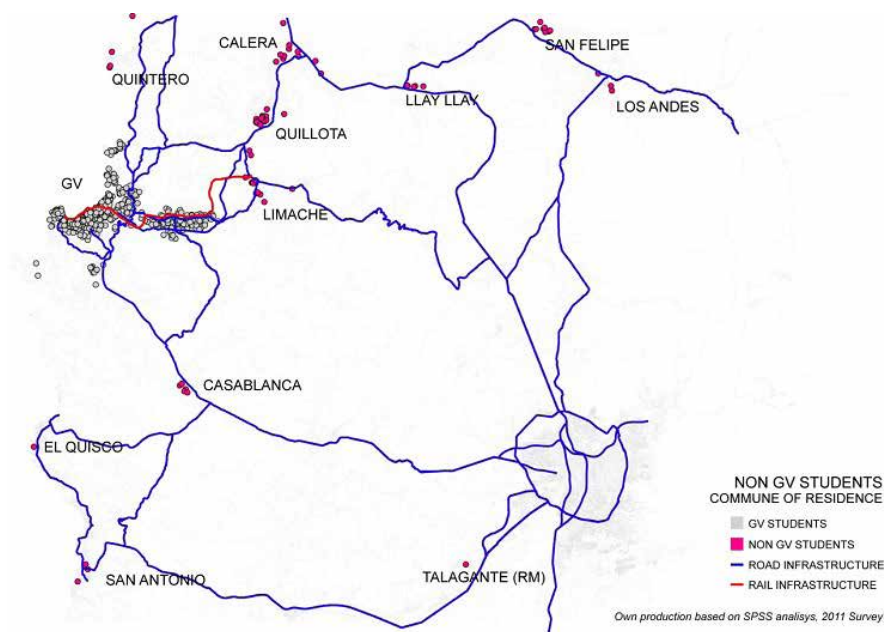 CALERA
SAN FELIPE
QUINTERO
LLAY LLAY
LOS ANDES
QUILLOTA
GV
LIMACHE
CASABLANCA
EL QUISCO
SAN ANTONIO
TALAGANTE (RM)
NON GV STUDENTS
COMMUNE OF RESIDENCE
GV STUDENTS
NON GV STUDENTS
ROAD INFRASTRUCTURE
RAIL INFRASTRUCTURE
Own production based on SPSS analisys, 2011 Survey